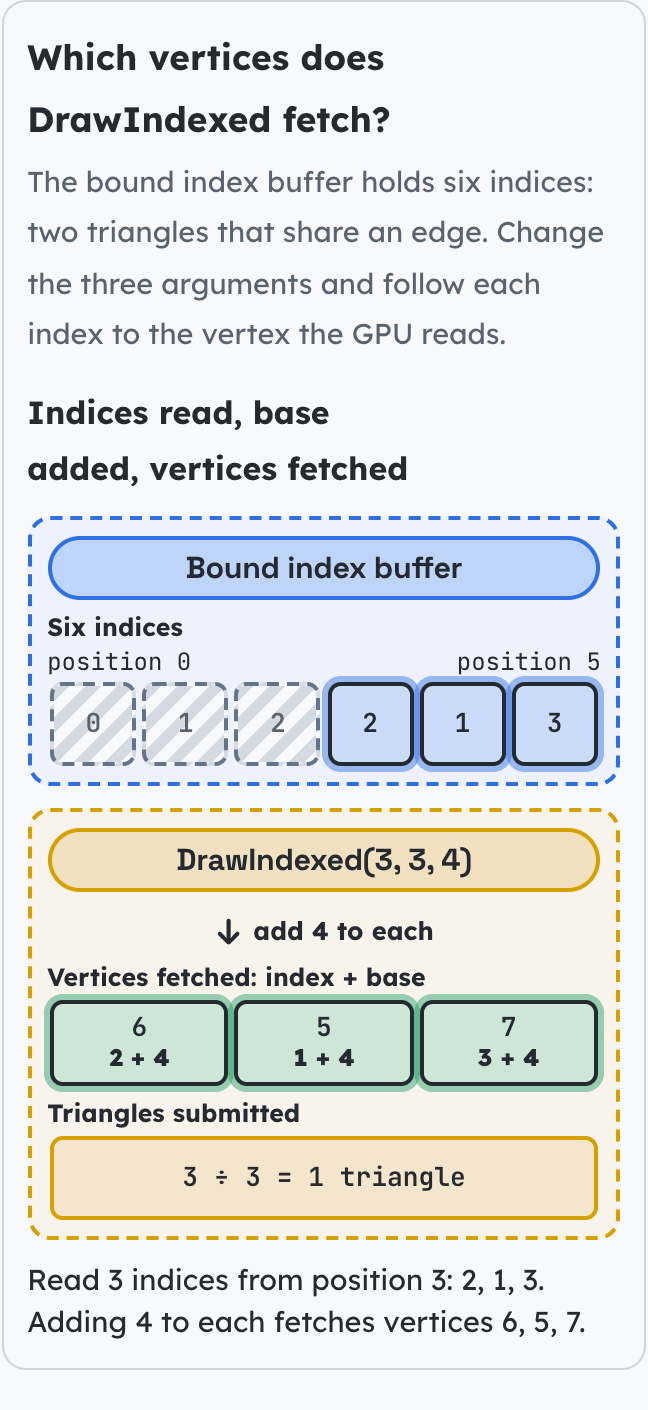 Which vertices does
DrawIndexed fetch?
The bound index buffer holds six indices:
two triangles that share an edge. Change
the three arguments and follow each
index to the vertex the GPU reads.
Indices read, base
added, vertices fetched
Bound index buffer
Six indices
position 0 position 5
0 1 2 2 1 3
DrawIndexed(3, 3, 4)
↓ add 4 to each
Vertices fetched: index + base
6 5 7
2 + 4 1 + 4 3 + 4
Triangles submitted
3 ÷ 3 = 1 triangle
Read 3 indices from position 3: 2, 1, 3.
Adding 4 to each fetches vertices 6, 5, 7.